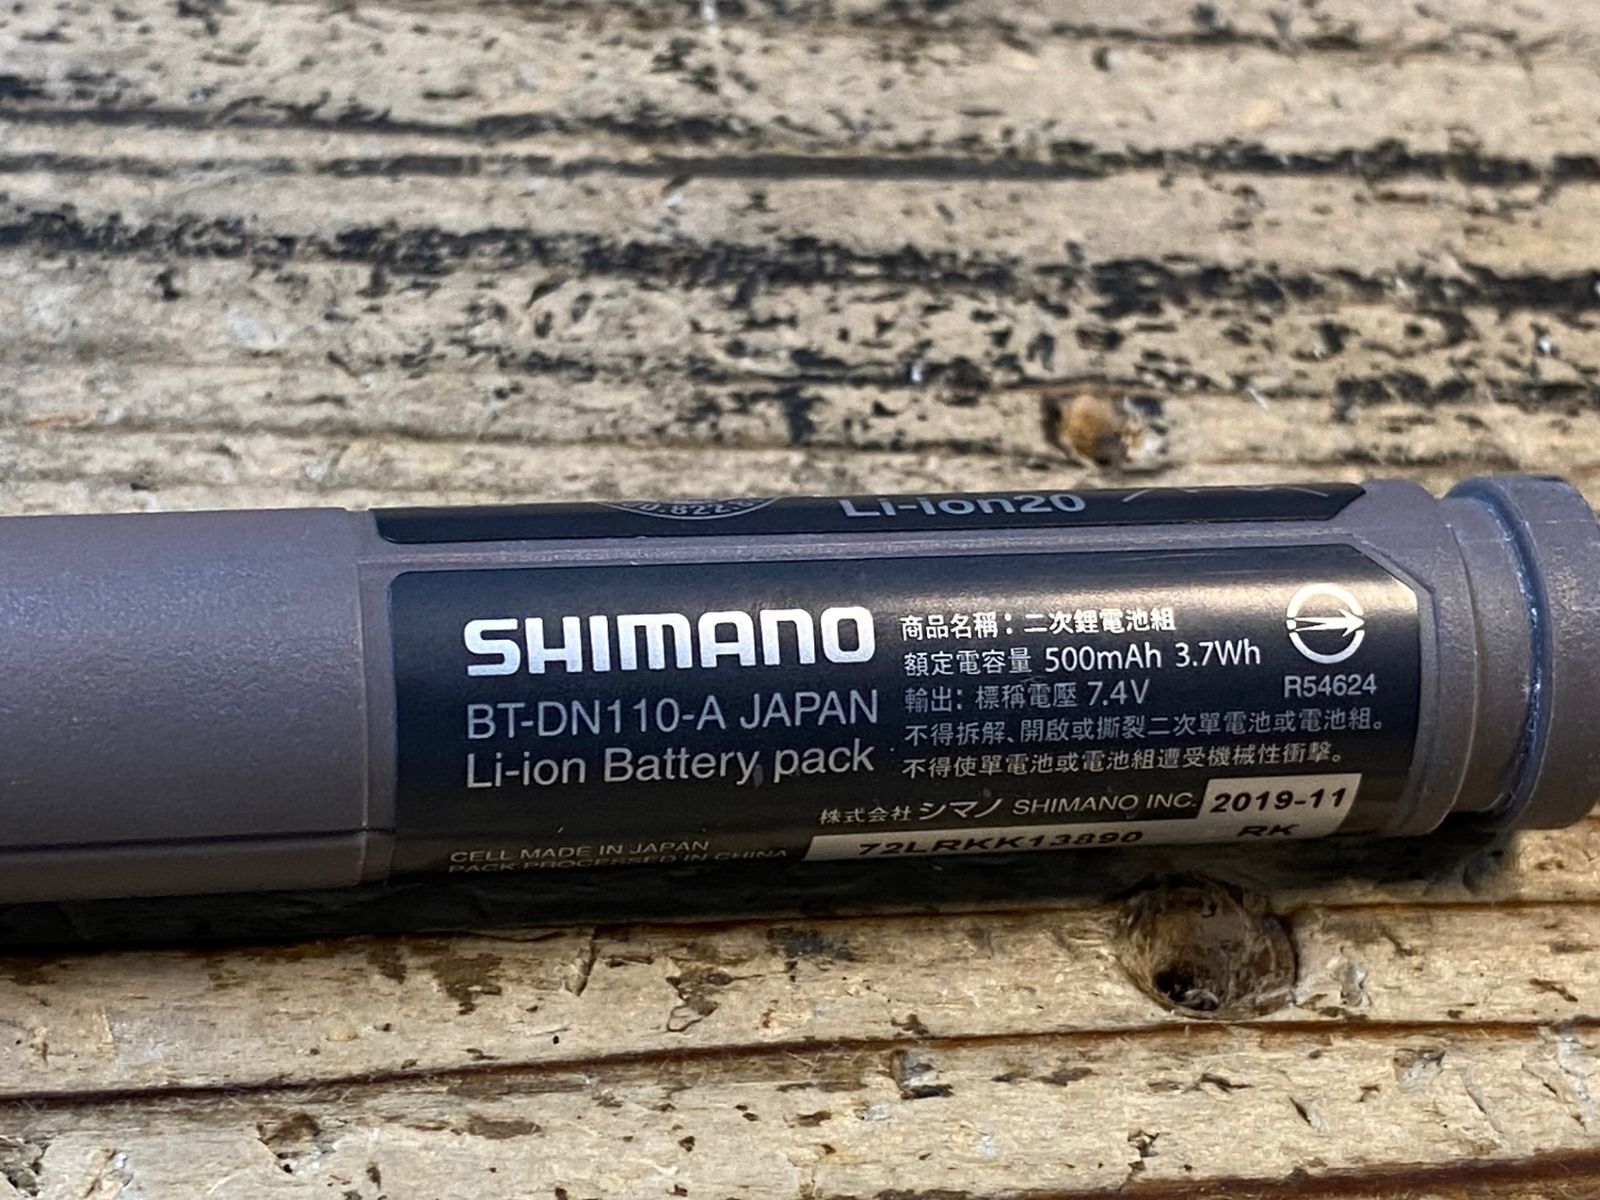 Li-ion20
SHIMANO
BT-DN110-A JAPAN
Li-ion Battery pack
商品名稱：二次鋰電池組
額定電容量 500mAh 3.7Wh
輸出：標稱電壓 7.4V
不得拆解、開啟或撕裂二次單電池或電池組。
不得使單電池或電池組遭受機械性衝擊。
R54624
株式会社 シマノ SHIMANO INC.
2019-11
RK
72LRKK13890
CELL MADE IN JAPAN
PACK PROCESSED IN CHINA